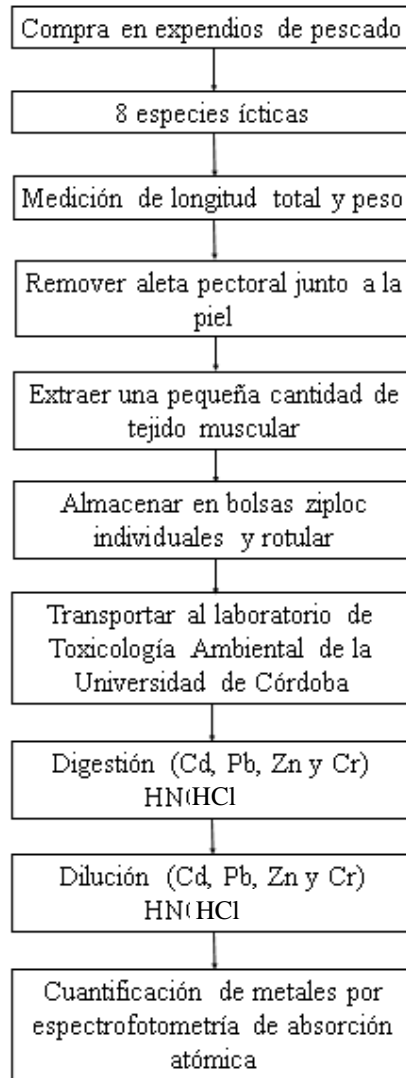 Compra en expendios de pescado
8 especies ícticas
Medición de longitud total y peso
Remover aleta pectoral junto a la
piel
Extraer una pequeña cantidad de
tejido muscular
Almacenar en bolsas ziploc
individuales y rotular
Transportar al laboratorio de
Toxicología Ambiental de la
Universidad de Córdoba
Digestión (Cd, Pb, Zn y Cr)
HCl
Dilución (Cd, Pb, Zn y Cr)
HCl
Cuantificación de metales por
espectrofotometría de absorción
atómica